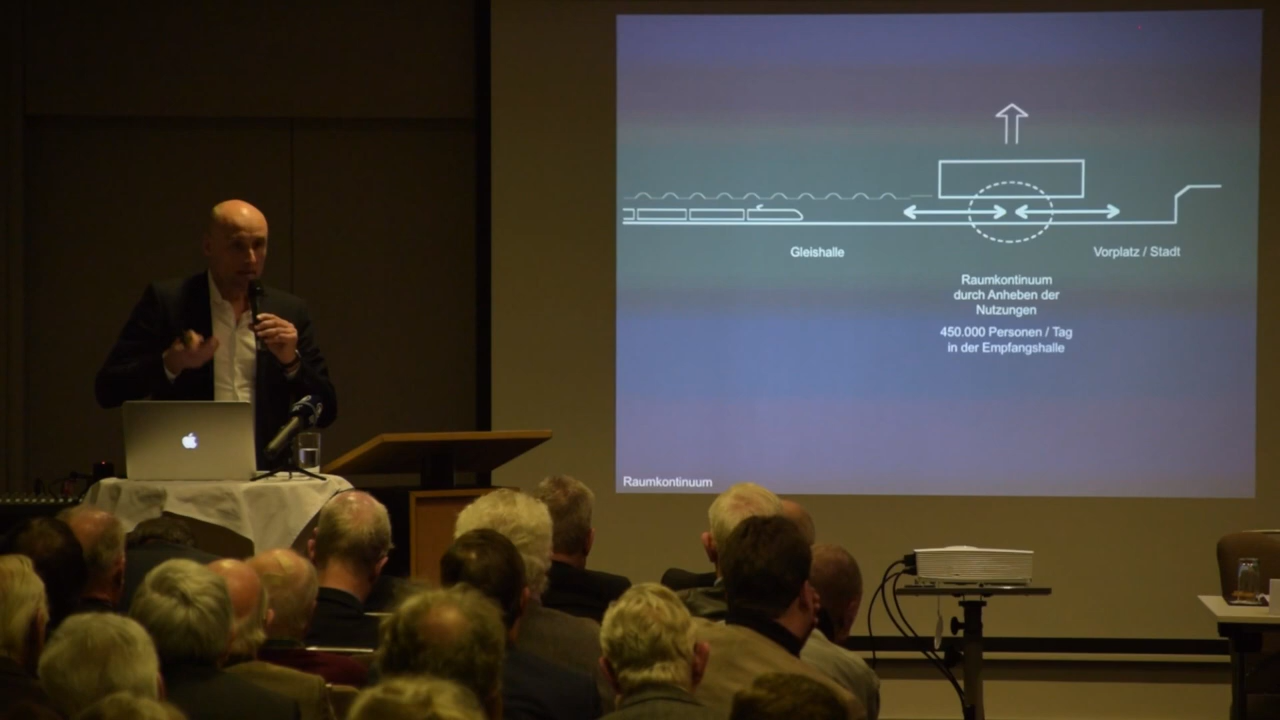 Gleishalle
Vorplatz / Stadt
Raumkontinuum
durch Anheben der
Nutzungen
450.000 Personen / Tag
in der Empfangshalle
Raumkontinuum